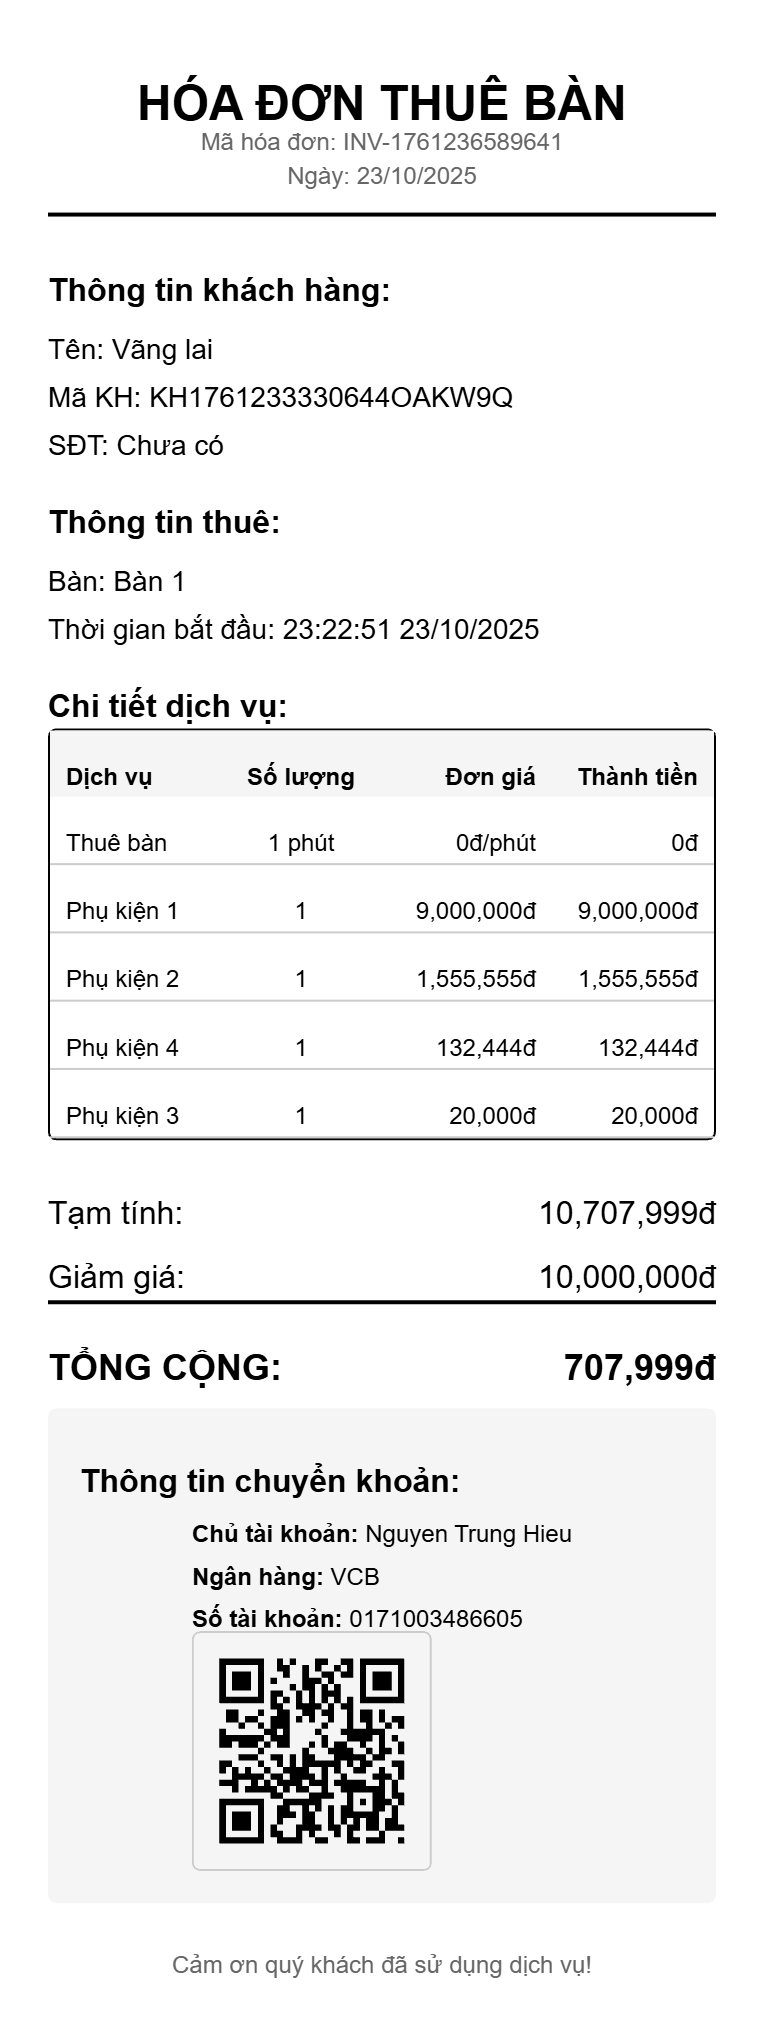 HÓA ĐƠN THUÊ BÀN
Mã hóa đơn: INV-1761236589641
Ngày: 23/10/2025
Thông tin khách hàng:
Tên: Vãng lai
Mã KH: KH1761233330644OAKW9Q
SĐT: Chưa có
Thông tin thuê:
Bàn: Bàn 1
Thời gian bắt đầu: 23:22:51 23/10/2025
Chi tiết dịch vụ:
Dịch vụ Số lượng Đơn giá Thành tiền
Thuê bàn 1 phút 0đ/phút 0đ
Phụ kiện 1 1 9,000,000đ 9,000,000đ
Phụ kiện 2 1 1,555,555đ 1,555,555đ
Phụ kiện 4 1 132,444đ 132,444đ
Phụ kiện 3 1 20,000đ 20,000đ
Tạm tính: 10,707,999đ
Giảm giá: 10,000,000đ
TỔNG CỘNG: 707,999đ
Thông tin chuyển khoản:
Chủ tài khoản: Nguyen Trung Hieu
Ngân hàng: VCB
Số tài khoản: 0171003486605
Cảm ơn quý khách đã sử dụng dịch vụ!